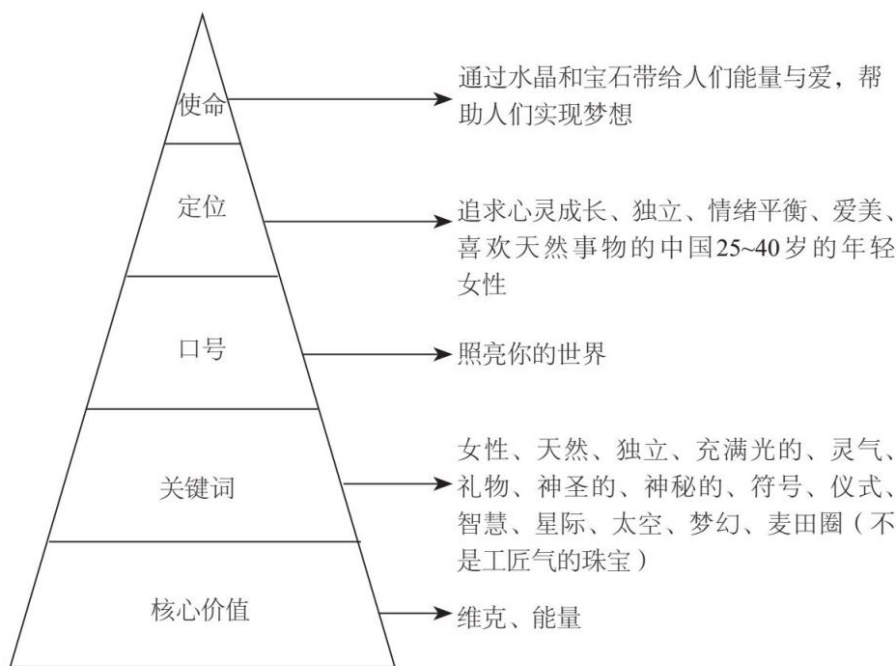 使命
通过水晶和宝石带给人们能量与爱，帮
助人们实现梦想
定位
追求心灵成长、独立、情绪平衡、爱美、
喜欢天然事物的中国25~40岁的年轻
女性
口号
照亮你的世界
关键词
女性、天然、独立、充满光的、灵气、
礼物、神圣的、神秘的、符号、仪式、
智慧、星际、太空、梦幻、麦田圈（不
是工匠气的珠宝）
核心价值
维克、能量